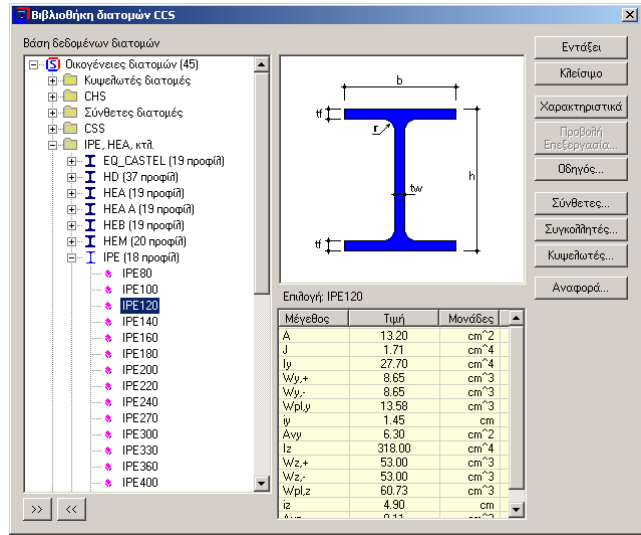 Βιβλιοθήκη διατομών CCS
Βάση δεδομένων διατομών
Οικογένειες διατομών (45)
Κυψελωτές διατομές
CHS
Σύνθετες διατομές
CSS
IPE, HEA, κτλ.
EQ_CASTEL (19 προφίλ)
HD (37 προφίλ)
HEA (19 προφίλ)
HEA A (19 προφίλ)
HEB (19 προφίλ)
HEM (20 προφίλ)
IPE (18 προφίλ)
IPE80
IPE100
IPE120
IPE140
IPE160
IPE180
IPE200
IPE220
IPE240
IPE270
IPE300
IPE330
IPE360
IPE400
>> <<
b
tf
r
h
tw
tf
Επιλογή: IPE120
Μέγεθος Τιμή Μονάδες
A 13.20 cm^2
J 1.71 cm^4
Iy 27.70 cm^4
Wy,+ 8.65 cm^3
Wy,- 8.65 cm^3
Wpl,y 13.58 cm^3
iy 1.45 cm
Avy 6.30 cm^2
Iz 318.00 cm^4
Wz,+ 53.00 cm^3
Wz,- 53.00 cm^3
Wpl,z 60.73 cm^3
iz 4.90 cm
Εντάξει
Κλείσιμο
Χαρακτηριστικά
Προβολή
Επεξεργασία...
Οδηγός...
Σύνθετες...
Συγκολλητές...
Κυψελωτές...
Αναφορά...